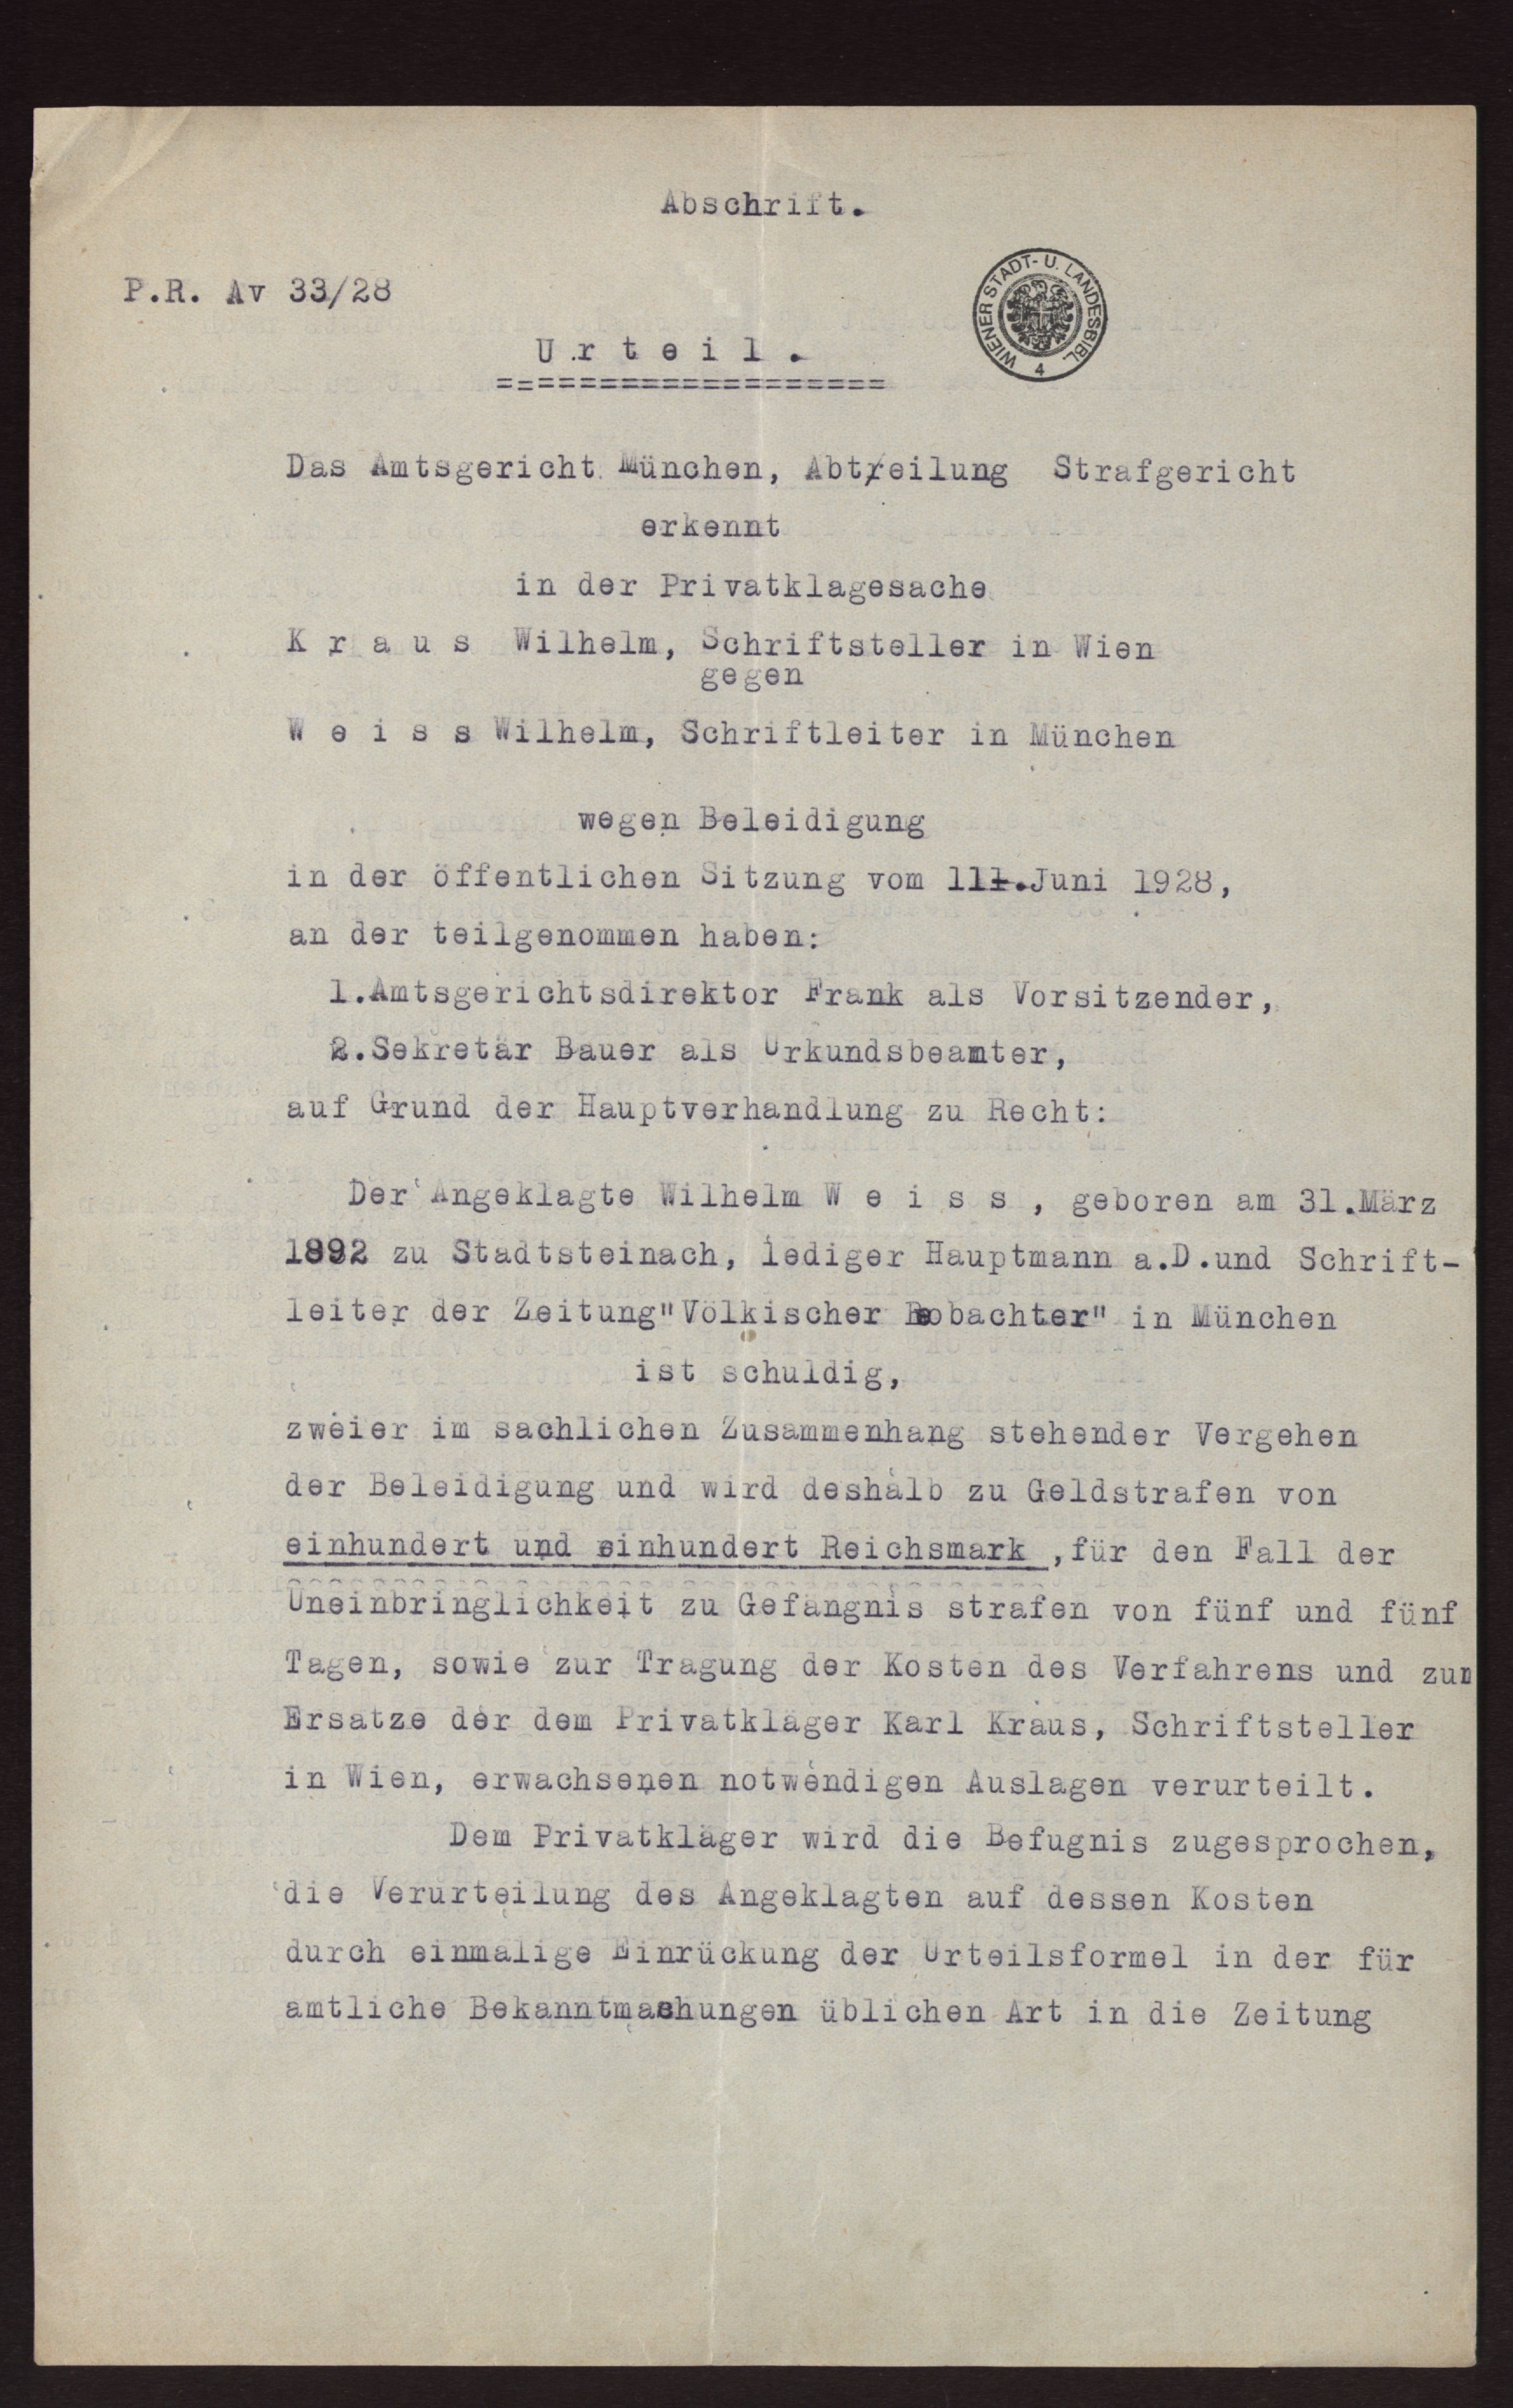 Abschrift.
P.R. Av 33/28
WIENER STADT- U. LANDESBIBL.
4
U r t e i l .
===================
Das Amtsgericht München, Abteilung Strafgericht
erkennt
in der Privatklagesache
K r a u s Wilhelm, Schriftsteller in Wien
gegen
W e i s s Wilhelm, Schriftleiter in München
wegen Beleidigung
in der öffentlichen Sitzung vom 11.Juni 1928,
an der teilgenommen haben:
1.Amtsgerichtsdirektor Frank als Vorsitzender,
2.Sekretär Bauer als Urkundsbeamter,
auf Grund der Hauptverhandlung zu Recht:
Der Angeklagte Wilhelm W e i s s , geboren am 31.März
1892 zu Stadtsteinach, lediger Hauptmann a.D.und Schrift-
leiter der Zeitung"Völkischer Beobachter" in München
ist schuldig,
zweier im sachlichen Zusammenhang stehender Vergehen
der Beleidigung und wird deshalb zu Geldstrafen von
einhundert und einhundert Reichsmark ,für den Fall der
Uneinbringlichkeit zu Gefängnis strafen von fünf und fünf
Tagen, sowie zur Tragung der Kosten des Verfahrens und zum
Ersatze der dem Privatkläger Karl Kraus, Schriftsteller
in Wien, erwachsenen notwendigen Auslagen verurteilt.
Dem Privatkläger wird die Befugnis zugesprochen,
die Verurteilung des Angeklagten auf dessen Kosten
durch einmalige Einrückung der Urteilsformel in der für
amtliche Bekanntmachungen üblichen Art in die Zeitung